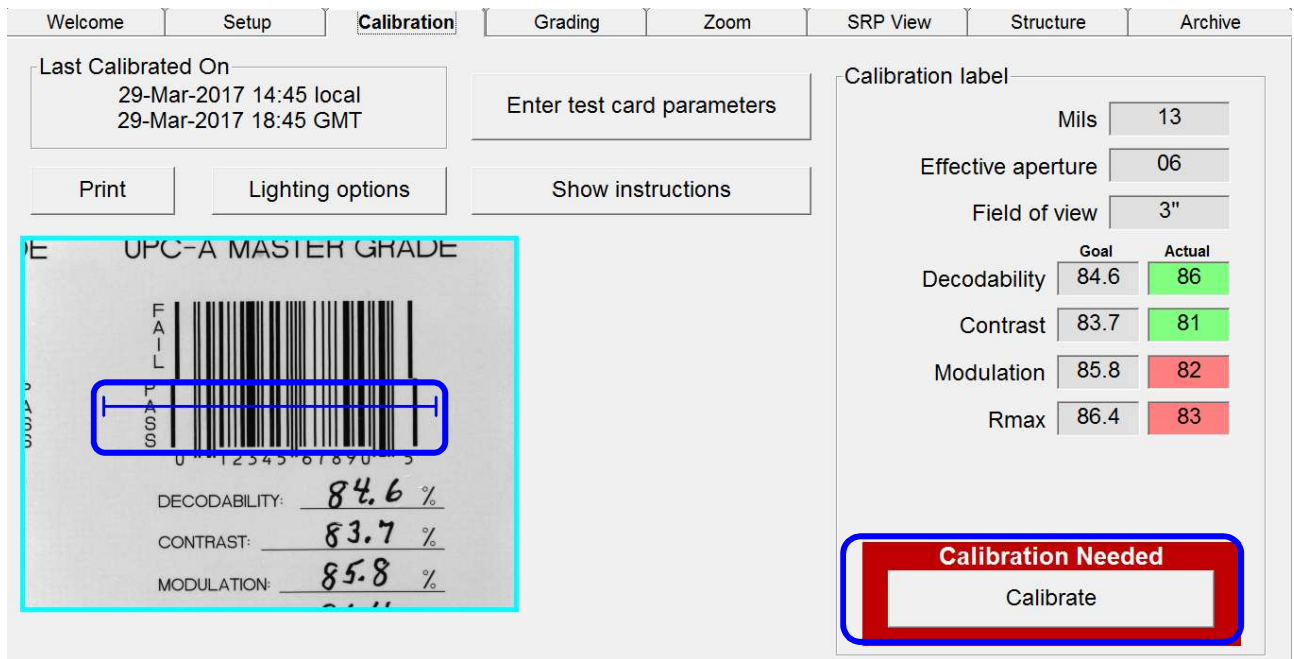 Welcome Setup Calibration Grading Zoom SRP View Structure Archive
Last Calibrated On
29-Mar-2017 14:45 local
29-Mar-2017 18:45 GMT
Enter test card parameters
Print Lighting options Show instructions
UPC-A MASTER GRADE
FAIL
PASS
0 12345 67890 5
DECODABILITY: 84.6 %
CONTRAST: 83.7 %
MODULATION: 85.8 %
Calibration label
Mils 13
Effective aperture 06
Field of view 3"
Goal Actual
Decodability 84.6 86
Contrast 83.7 81
Modulation 85.8 82
Rmax 86.4 83
Calibration Needed
Calibrate